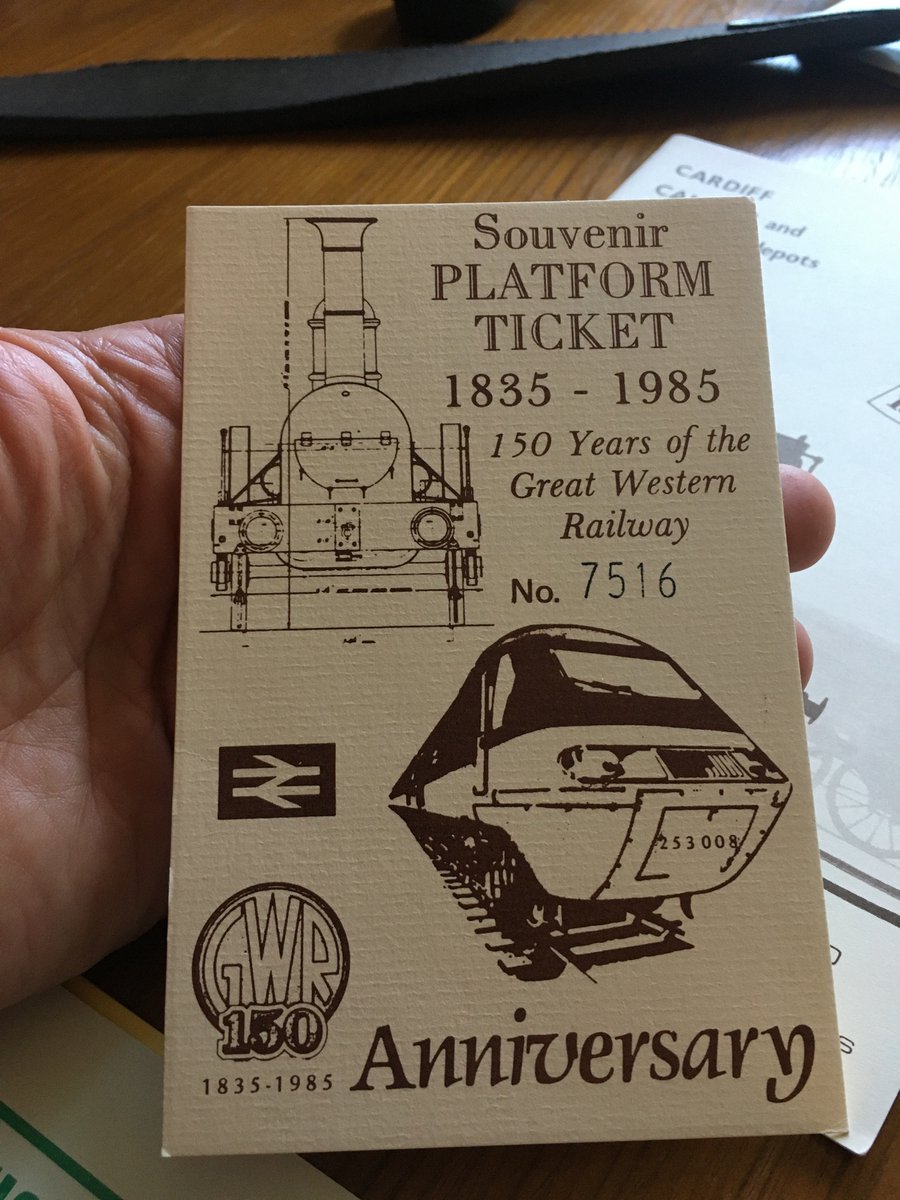 Souvenir
PLATFORM
TICKET
1835 - 1985
150 Years of the
Great Western
Railway
No. 7516
253008
GWR
150
1835-1985
Anniversary
CARDIFF
and
depots